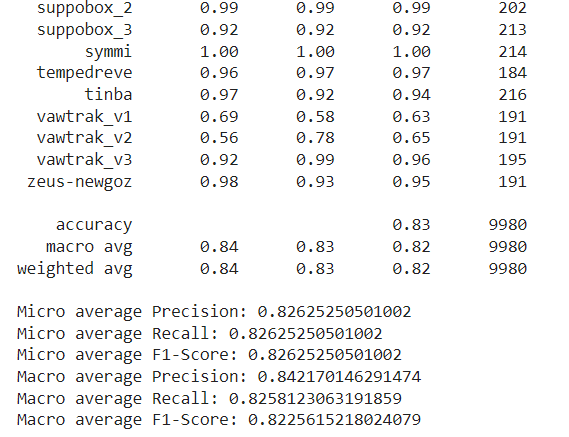 suppobox_2 0.99 0.99 0.99 202
suppobox_3 0.92 0.92 0.92 213
symmi 1.00 1.00 1.00 214
tempedreve 0.96 0.97 0.97 184
tinba 0.97 0.92 0.94 216
vawtrak_v1 0.69 0.58 0.63 191
vawtrak_v2 0.56 0.78 0.65 191
vawtrak_v3 0.92 0.99 0.96 195
zeus-newgoz 0.98 0.93 0.95 191
accuracy 0.83 9980
macro avg 0.84 0.83 0.82 9980
weighted avg 0.84 0.83 0.82 9980
Micro average Precision: 0.82625250501002
Micro average Recall: 0.82625250501002
Micro average F1-Score: 0.82625250501002
Macro average Precision: 0.842170146291474
Macro average Recall: 0.8258123063191859
Macro average F1-Score: 0.8225615218024079